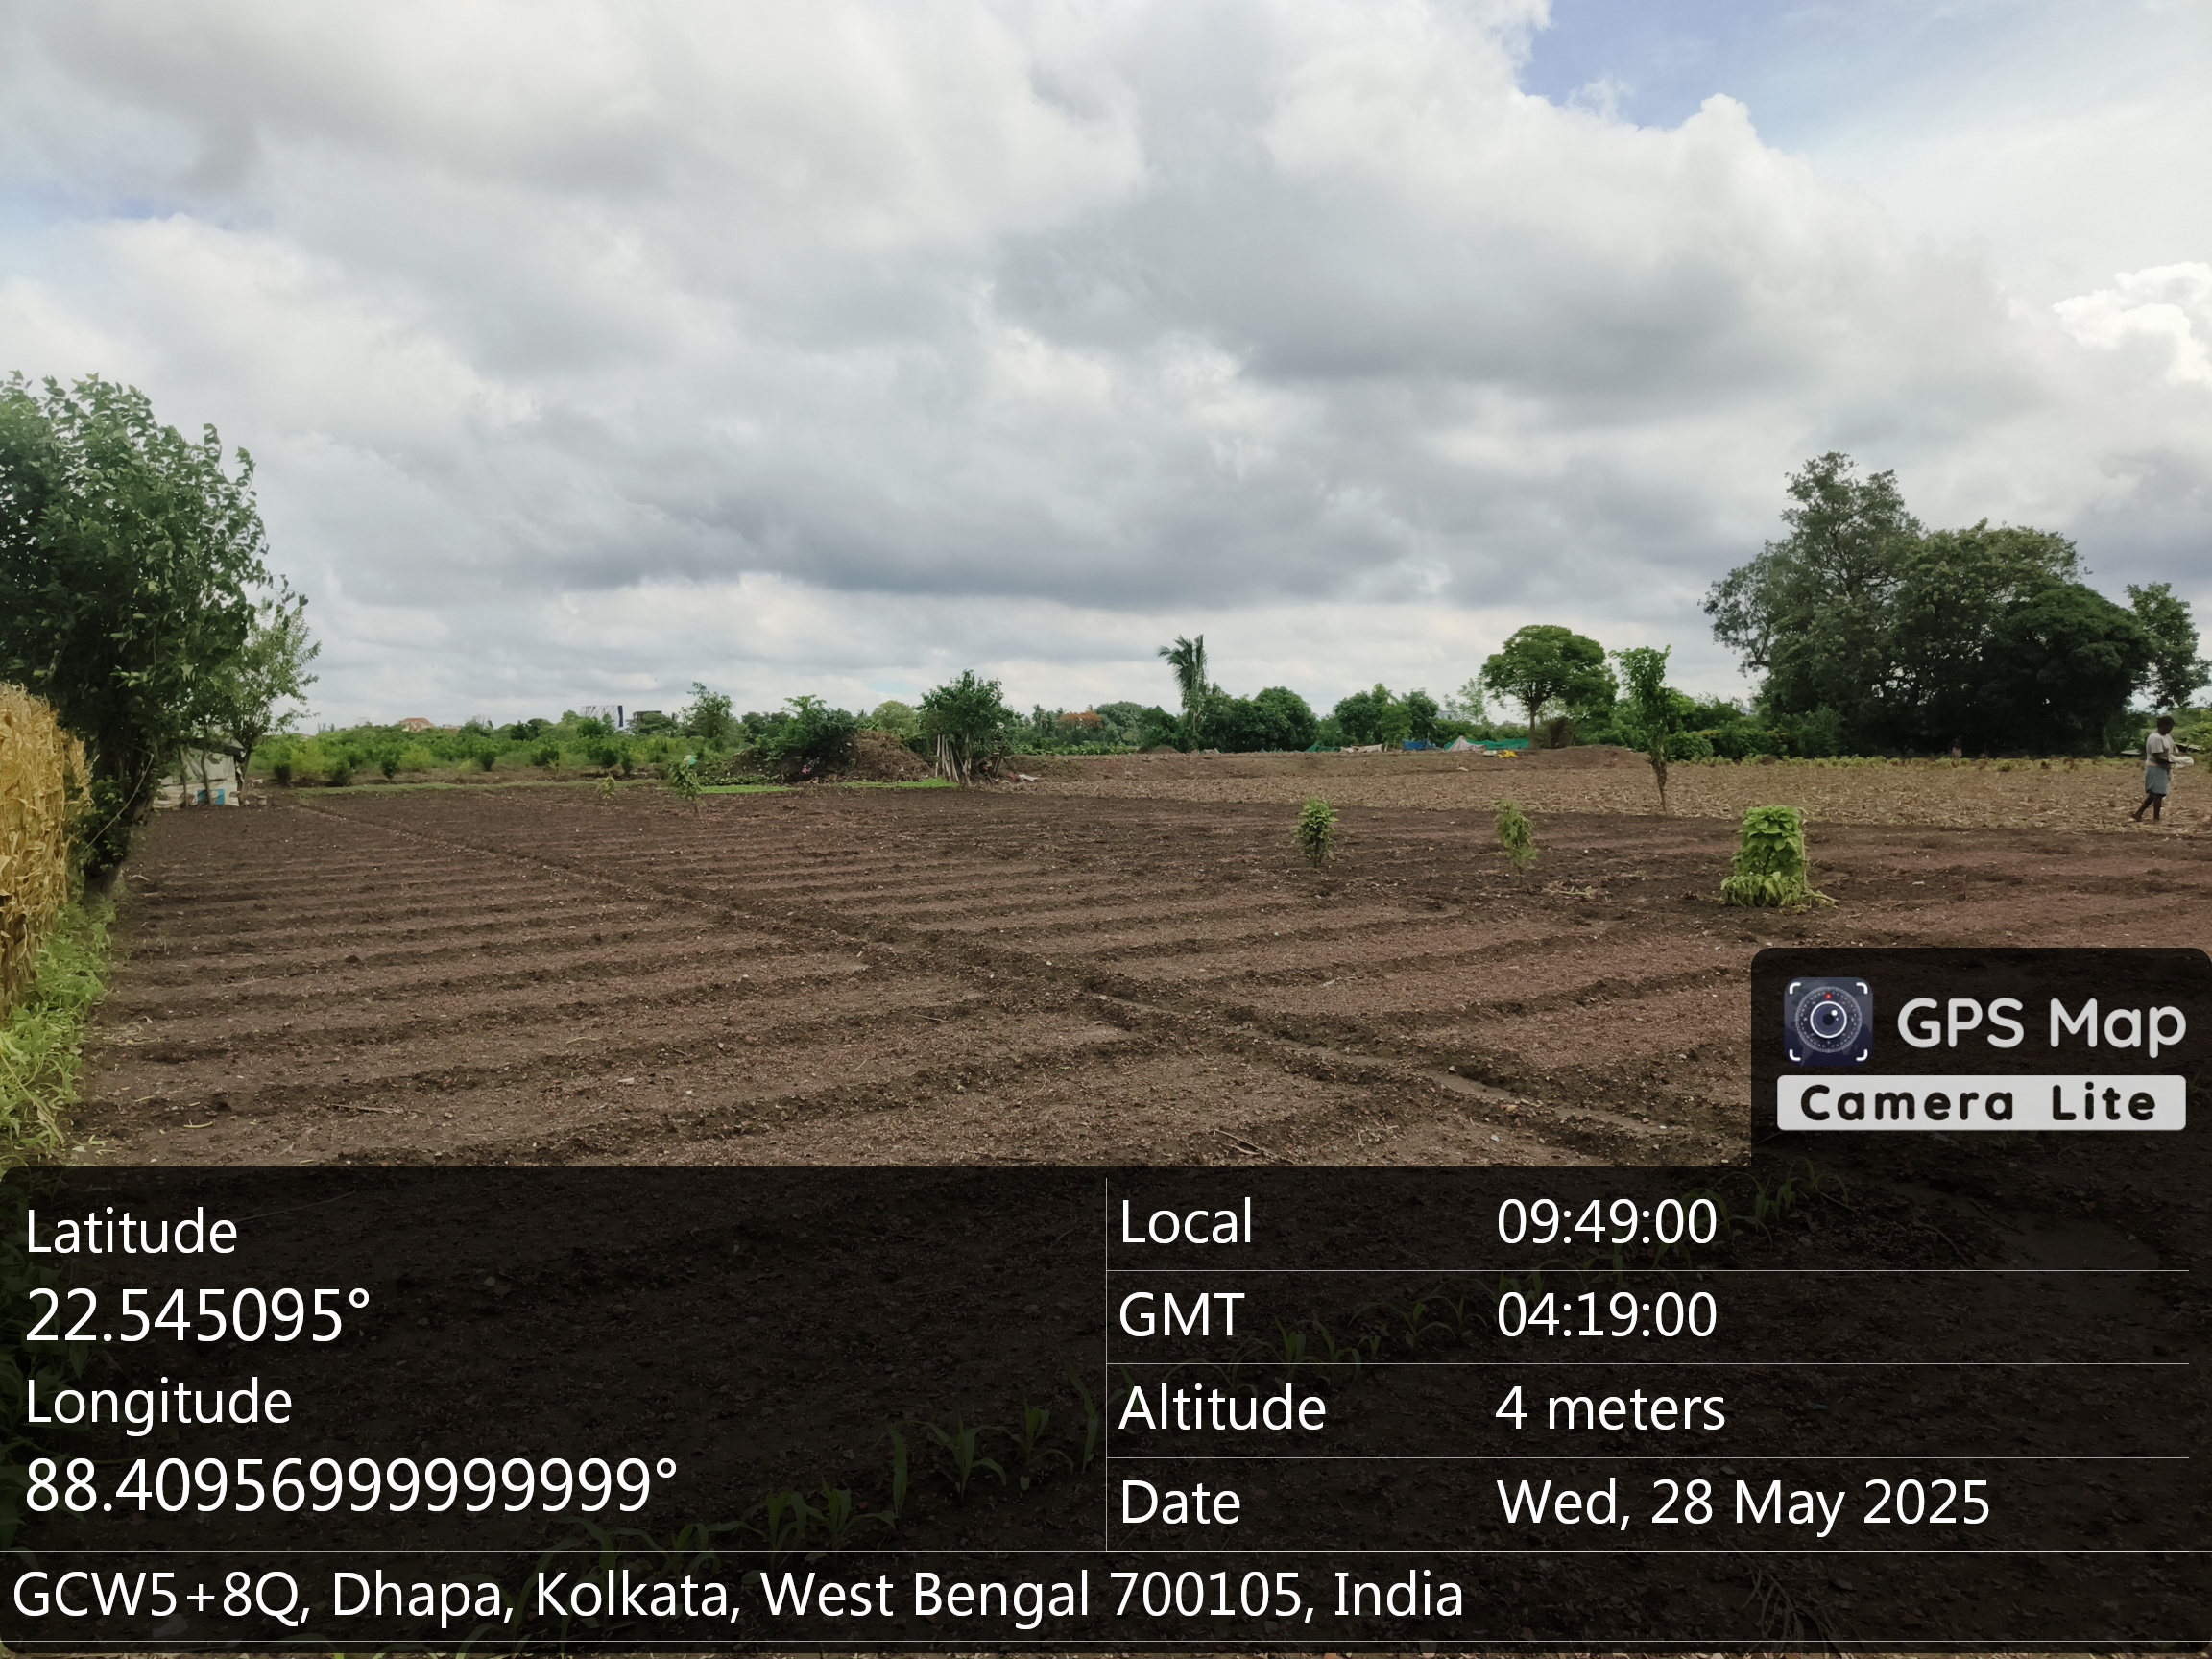 GPS Map
Camera Lite
Latitude
22.545095°
Longitude
88.40956999999999°
Local 09:49:00
GMT 04:19:00
Altitude 4 meters
Date Wed, 28 May 2025
GCW5+8Q, Dhapa, Kolkata, West Bengal 700105, India